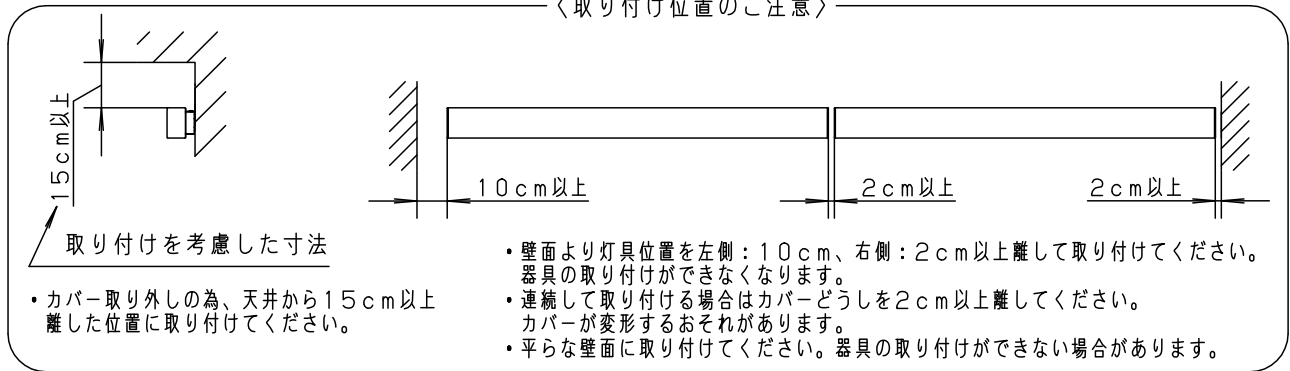 〈取り付け位置のご注意〉
15cm以上
取り付けを考慮した寸法
・カバー取り外しの為、天井から15cm以上
離した位置に取り付けてください。
10cm以上
2cm以上
2cm以上
・壁面より灯具位置を左側:10cm、右側:2cm以上離して取り付けてください。
器具の取り付けができなくなります。
・連続して取り付ける場合はカバーどうしを2cm以上離してください。
カバーが変形するおそれがあります。
・平らな壁面に取り付けてください。器具の取り付けができない場合があります。